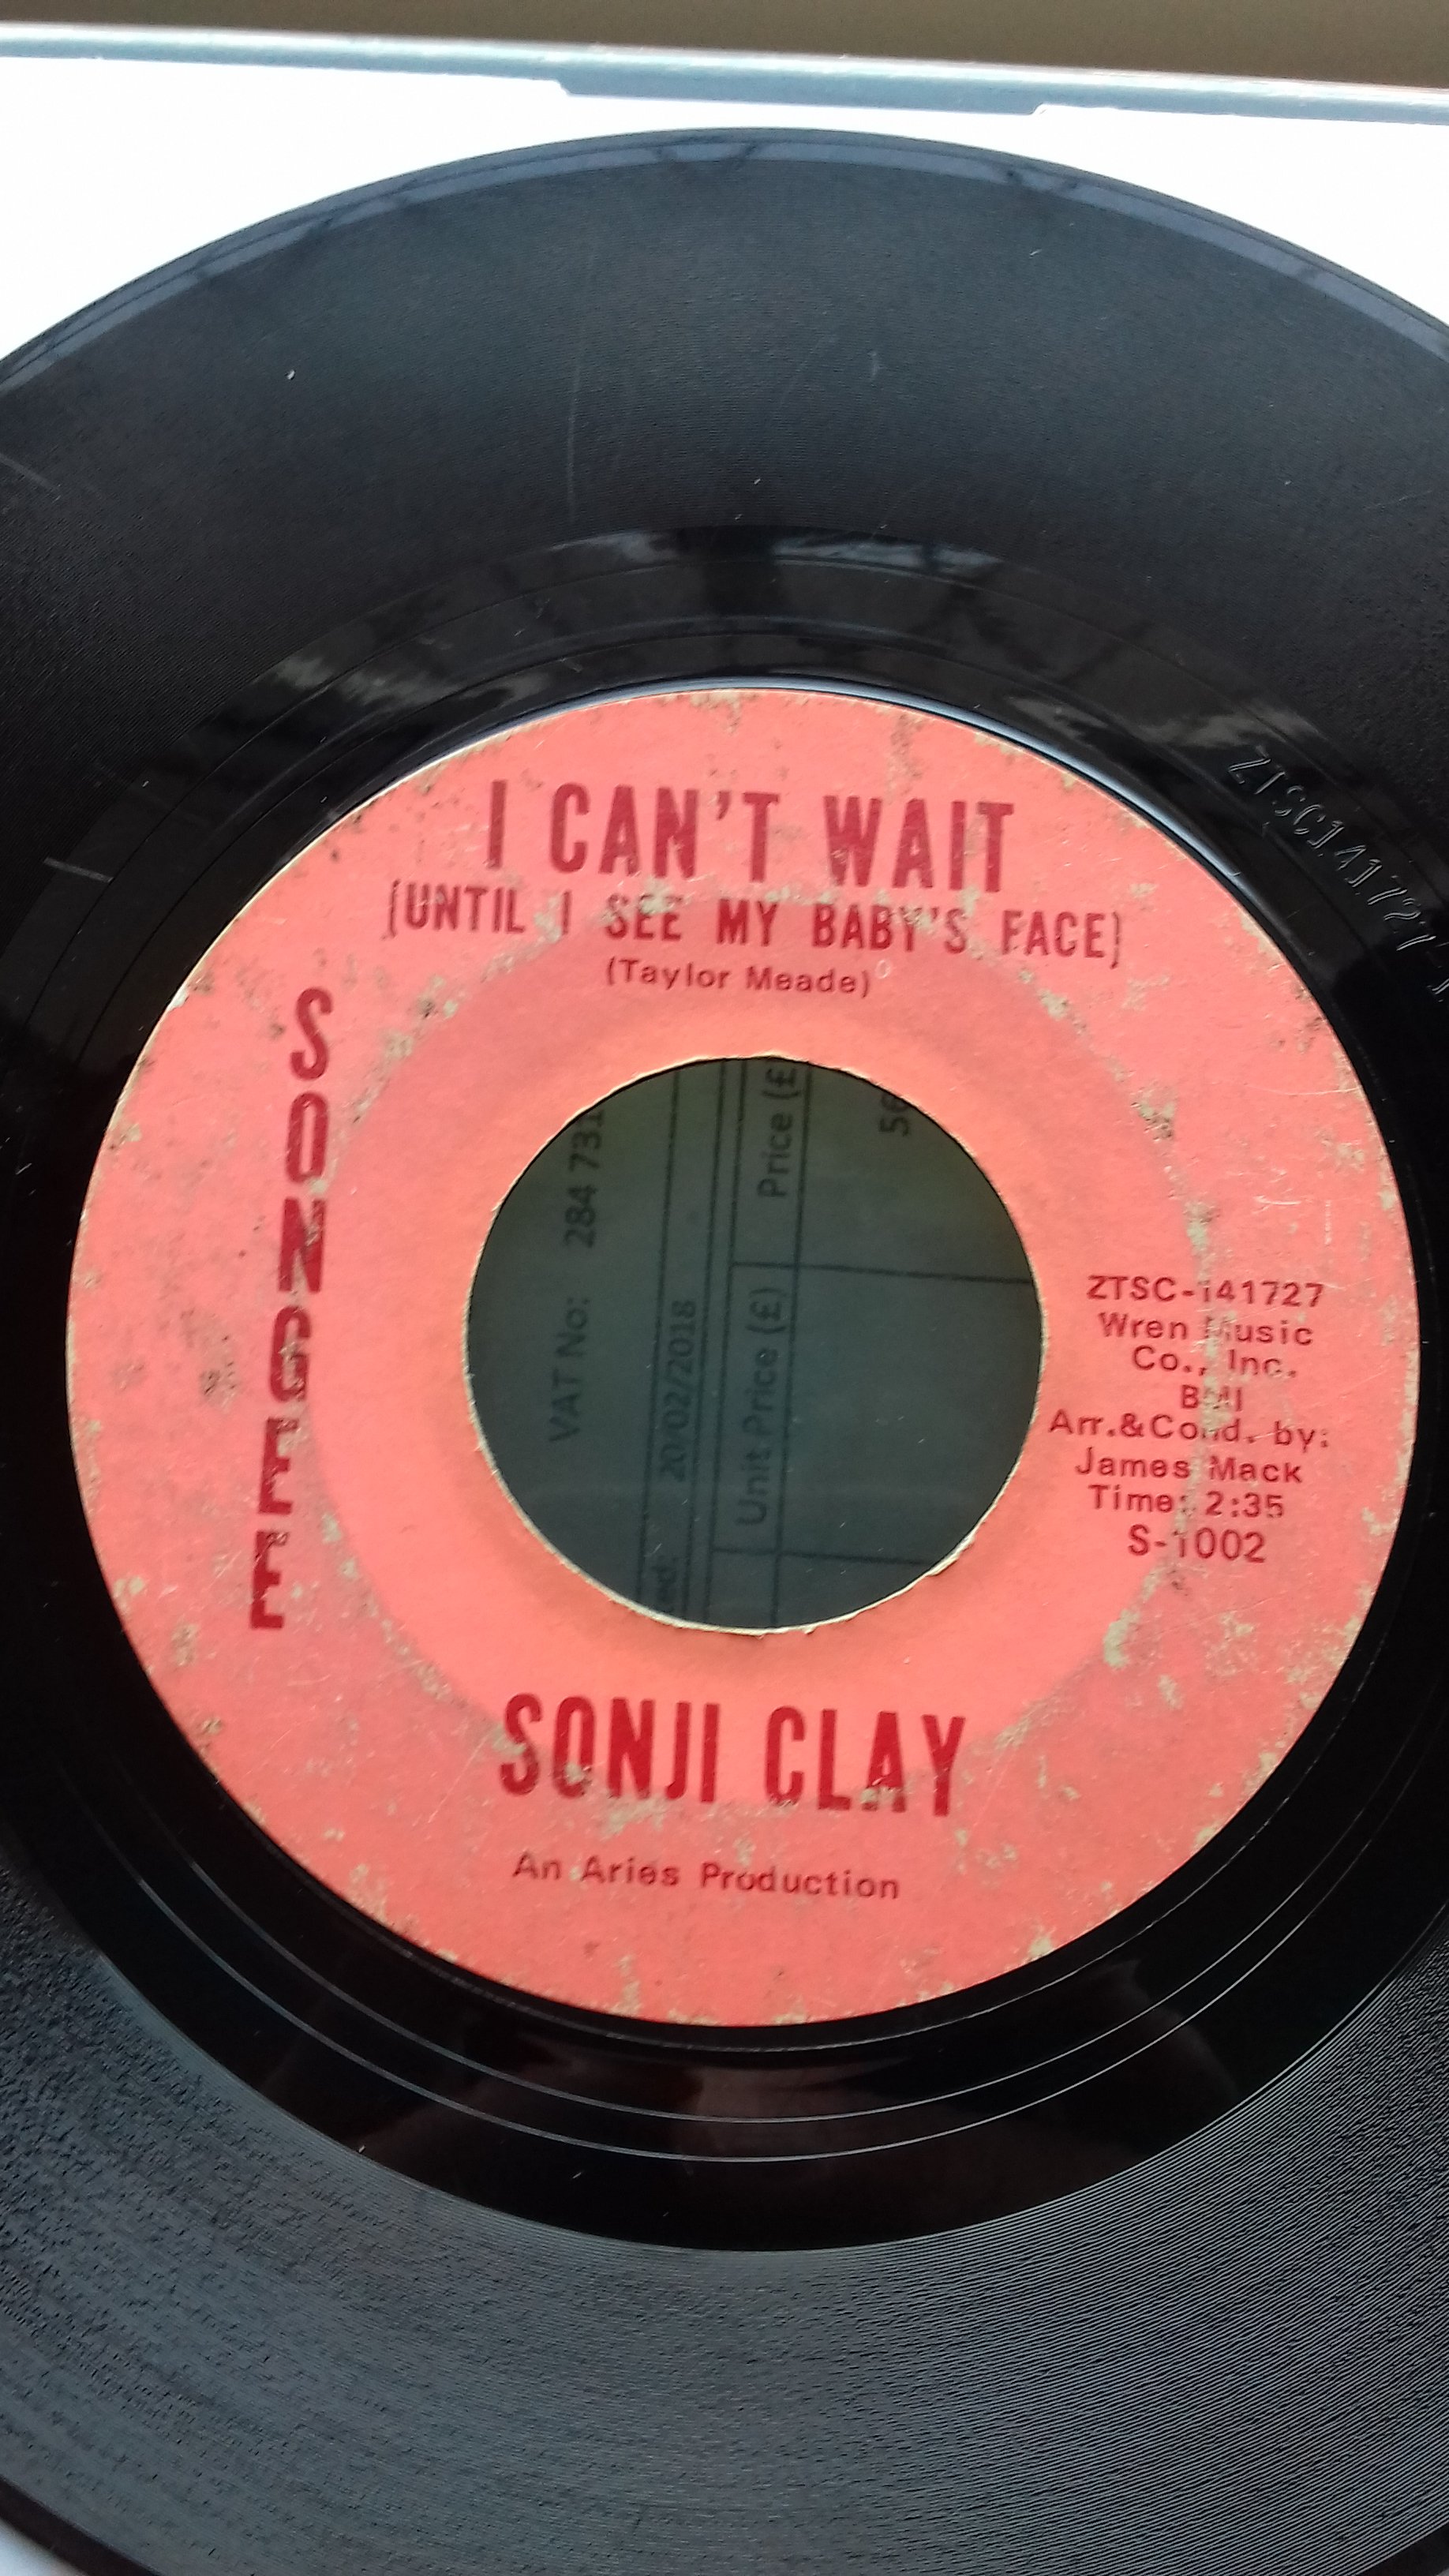 I CAN'T WAIT
(UNTIL I SEE MY BABY'S FACE)
(Taylor Meade)
SONGEE
ZTSC-141727
Wren Music
Co., Inc.
BMI
Arr.&Cond. by:
James Mack
Time: 2:35
S-1002
SONJI CLAY
An Aries Production
ZTSC141727
VAT No: 284 731
20/02/2018
Unit Price (£) Price (£